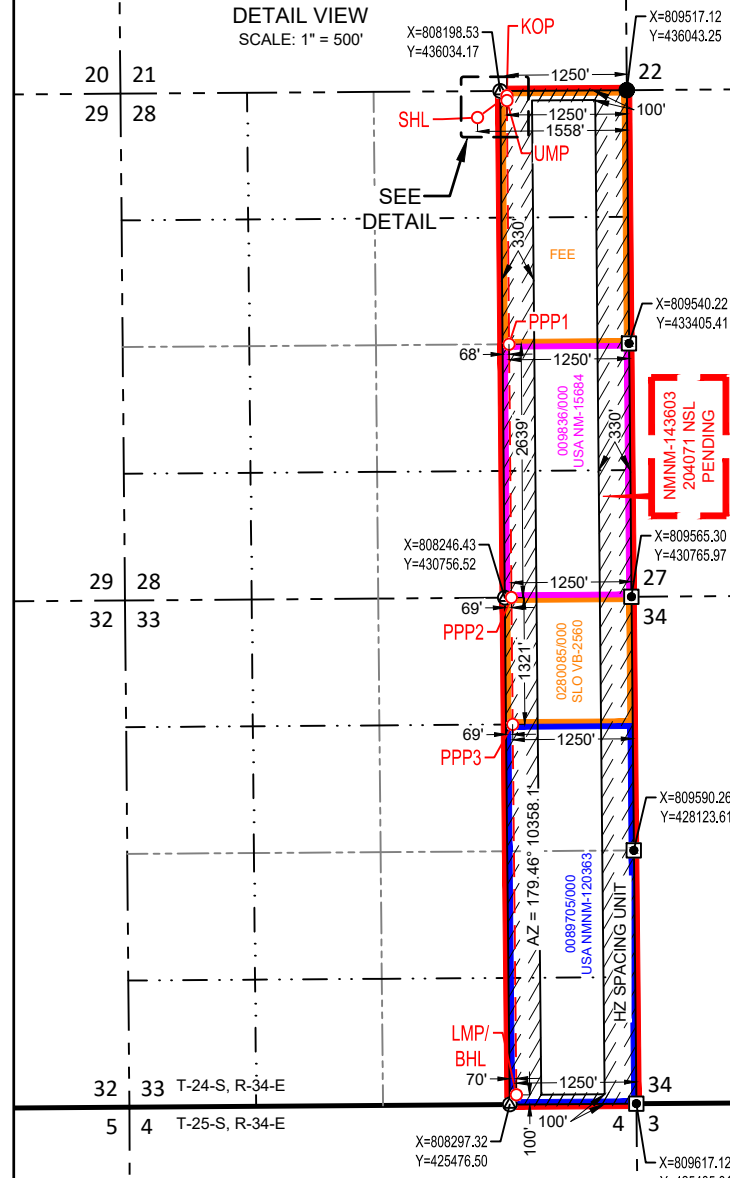 DETAIL VIEW
SCALE: 1" = 500'
KOP
X=808198.53
Y=436034.17
X=809517.12
Y=436043.25
20 21
22
29 28
1250'
100'
SHL
1250'
1558'
UMP
SEE
DETAIL
330'
FEE
X=809540.22
Y=433405.41
PPP1
68'
1250'
2639'
009836/000
USA NM-15684
330'
NMNM-143603
204071 NSL
PENDING
X=808246.43
Y=430756.52
X=809565.30
Y=430765.97
29 28
27
1250'
32 33
34
69'
PPP2
1321'
0280085/000
SLO VB-2560
69'
PPP3
1250'
X=809590.26
Y=428123.61
AZ = 179.46° 10358.1'
0089705/000
USA NMNM-120363
HZ SPACING UNIT
LMP/
BHL
70'
1250'
32 33 T-24-S, R-34-E
34
5 4 T-25-S, R-34-E
100'
100'
4 3
X=808297.32
Y=425476.50
X=809617.12